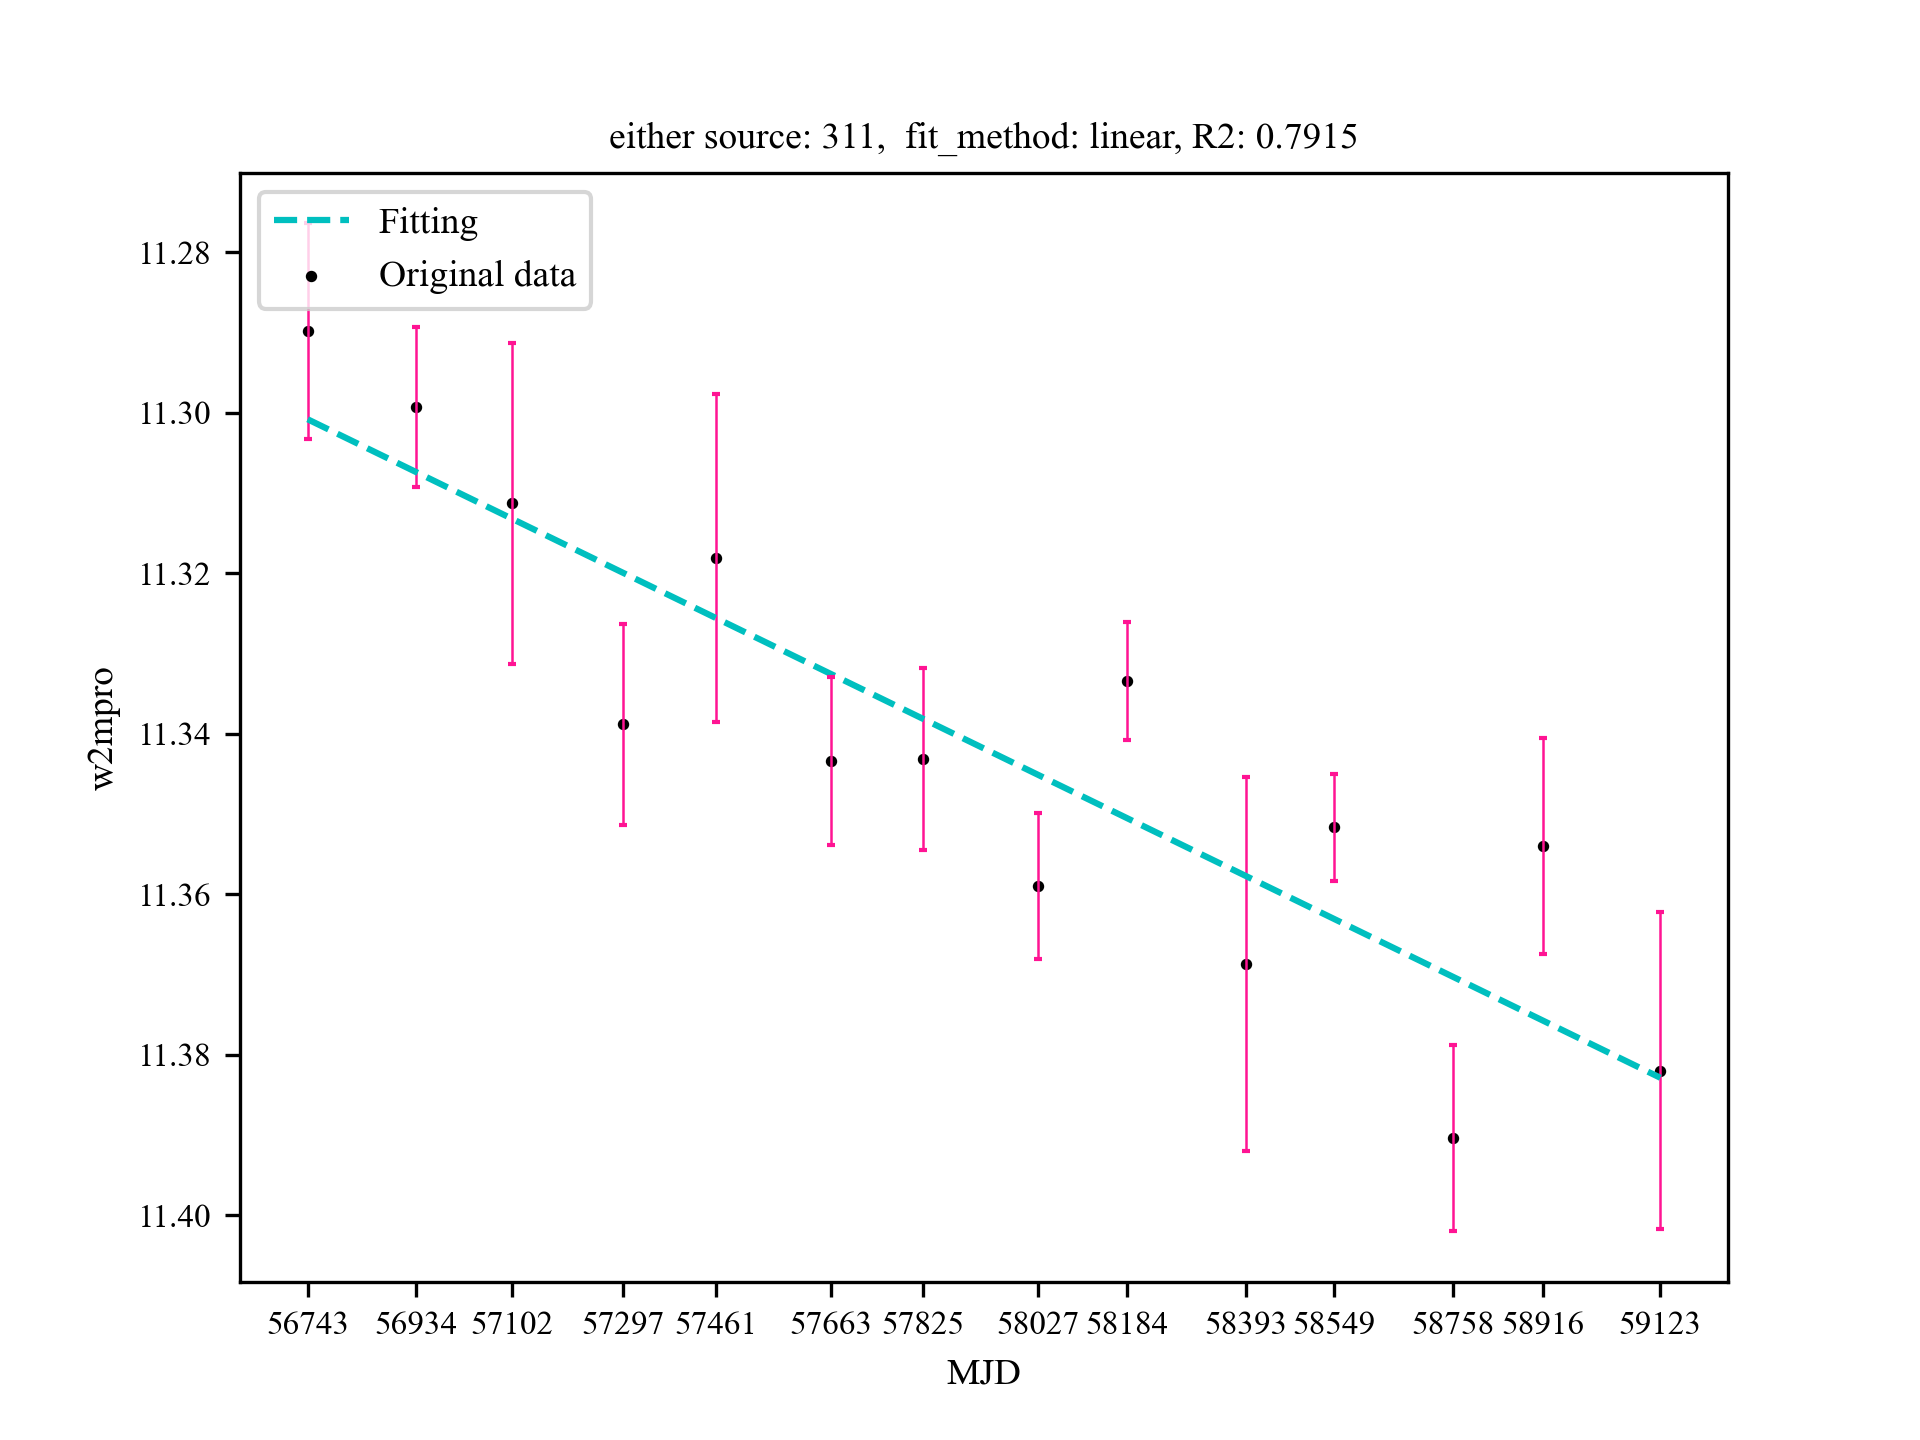 either source: 311,  fit_method: linear, R2: 0.7915
Fitting
Original data
11.28
11.30
11.32
11.34
11.36
11.38
11.40
w2mpro
56743 56934 57102 57297 57461 57663 57825 58027 58184 58393 58549 58758 58916 59123
MJD